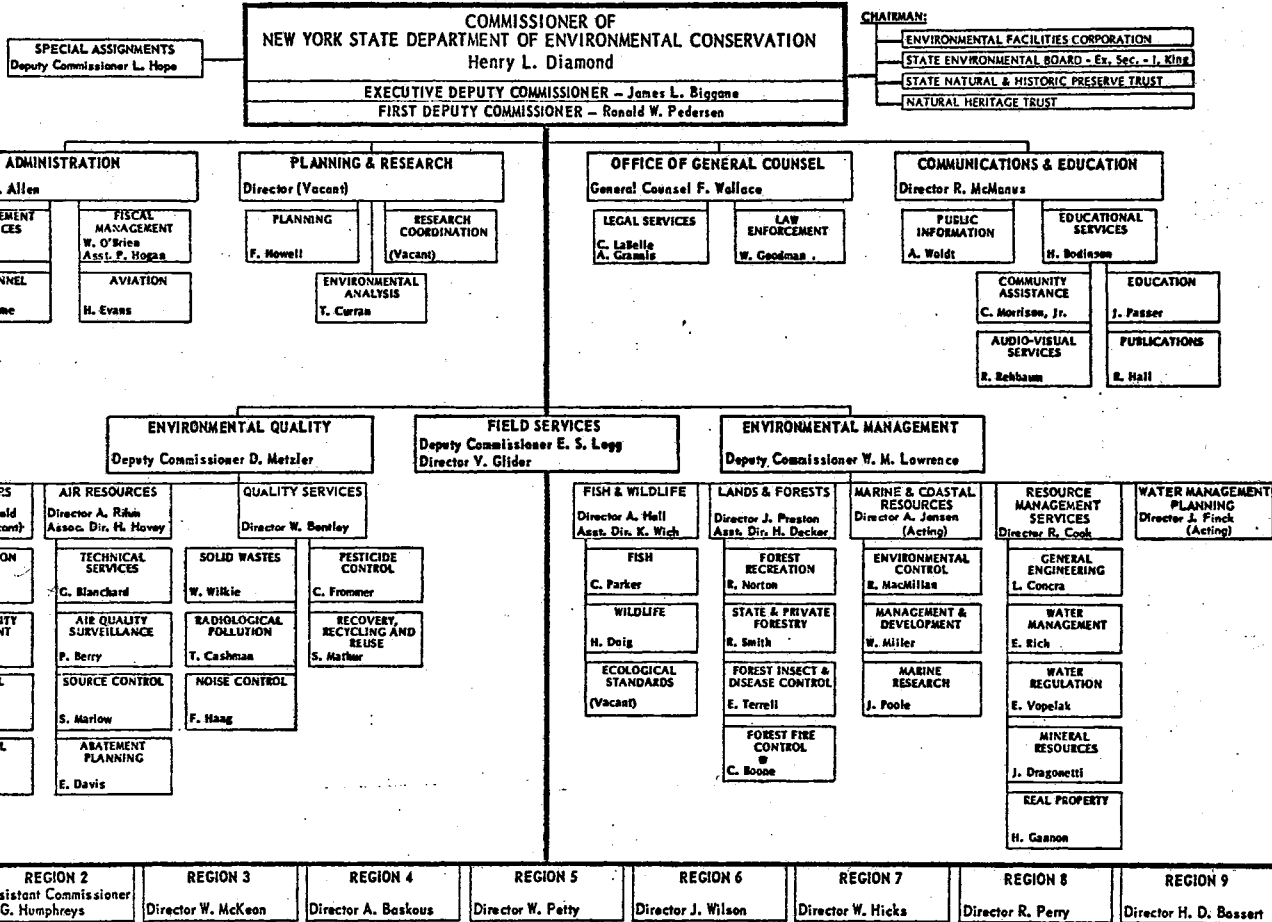 COMMISSIONER OF
NEW YORK STATE DEPARTMENT OF ENVIRONMENTAL CONSERVATION
Henry L. Diamond
EXECUTIVE DEPUTY COMMISSIONER – James L. Biggane
FIRST DEPUTY COMMISSIONER – Ronald W. Pedersen
SPECIAL ASSIGNMENTS
Deputy Commissioner L. Hope
CHAIRMAN:
ENVIRONMENTAL FACILITIES CORPORATION
STATE ENVIRONMENTAL BOARD - Ex. Sec. - I. King
STATE NATURAL & HISTORIC PRESERVE TRUST
NATURAL HERITAGE TRUST
ADMINISTRATION
. Allen
EMENT
CES
FISCAL
MANAGEMENT
W. O'Brien
Asst. P. Hogan
NNEL
me
AVIATION
H. Evans
PLANNING & RESEARCH
Director (Vacant)
PLANNING
F. Howell
RESEARCH
COORDINATION
(Vacant)
ENVIRONMENTAL
ANALYSIS
T. Curran
OFFICE OF GENERAL COUNSEL
General Counsel F. Wallace
LEGAL SERVICES
C. LaBelle
A. Grannis
LAW
ENFORCEMENT
W. Goodman
COMMUNICATIONS & EDUCATION
Director R. McManus
PUBLIC
INFORMATION
A. Woldt
EDUCATIONAL
SERVICES
H. Bodinson
COMMUNITY
ASSISTANCE
C. Morrison, Jr.
EDUCATION
J. Passer
AUDIO-VISUAL
SERVICES
R. Rehbaum
PUBLICATIONS
R. Hall
ENVIRONMENTAL QUALITY
Deputy Commissioner D. Metzler
FIELD SERVICES
Deputy Commissioner E. S. Legg
Director V. Glider
ENVIRONMENTAL MANAGEMENT
Deputy Commissioner W. M. Lawrence
ES
ald
cant)
ON
ITY
NT
L
L
AIR RESOURCES
Director A. Rihm
Assoc. Dir. H. Hovey
TECHNICAL
SERVICES
C. Blanchard
AIR QUALITY
SURVEILLANCE
P. Berry
SOURCE CONTROL
S. Marlow
ABATEMENT
PLANNING
E. Davis
QUALITY SERVICES
Director W. Bentley
SOLID WASTES
W. Wilkie
PESTICIDE
CONTROL
C. Frommer
RADIOLOGICAL
POLLUTION
T. Cashman
RECOVERY,
RECYCLING AND
REUSE
S. Mathur
NOISE CONTROL
F. Haag
FISH & WILDLIFE
Director A. Hall
Asst. Dir. K. Wich
FISH
C. Parker
WILDLIFE
H. Doig
ECOLOGICAL
STANDARDS
(Vacant)
LANDS & FORESTS
Director J. Preston
Asst. Dir. H. Decker
FOREST
RECREATION
R. Norton
STATE & PRIVATE
FORESTRY
R. Smith
FOREST INSECT &
DISEASE CONTROL
E. Terrell
FOREST FIRE
CONTROL
C. Boone
MARINE & COASTAL
RESOURCES
Director A. Jensen
(Acting)
ENVIRONMENTAL
CONTROL
R. MacMillan
MANAGEMENT &
DEVELOPMENT
W. Miller
MARINE
RESEARCH
J. Poole
RESOURCE
MANAGEMENT
SERVICES
Director R. Cook
GENERAL
ENGINEERING
L. Concra
WATER
MANAGEMENT
E. Rich
WATER
REGULATION
E. Vopelak
MINERAL
RESOURCES
J. Dragonetti
REAL PROPERTY
H. Gannon
WATER MANAGEMENT
PLANNING
Director J. Finck
(Acting)
REGION 2
sistant Commissioner
G. Humphreys
REGION 3
Director W. McKeon
REGION 4
Director A. Baskous
REGION 5
Director W. Petty
REGION 6
Director J. Wilson
REGION 7
Director W. Hicks
REGION 8
Director R. Perry
REGION 9
Director H. D. Bossert